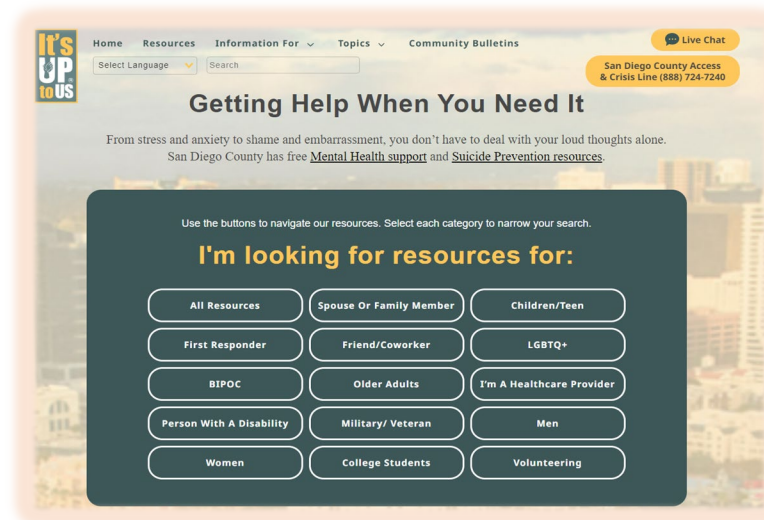 It's
UP
to US
Home Resources Information For Topics Community Bulletins
Live Chat
Select Language Search
San Diego County Access
& Crisis Line (888) 724-7240
Getting Help When You Need It
From stress and anxiety to shame and embarrassment, you don't have to deal with your loud thoughts alone.
San Diego County has free Mental Health support and Suicide Prevention resources.
Use the buttons to navigate our resources. Select each category to narrow your search.
I'm looking for resources for:
All Resources Spouse Or Family Member Children/Teen
First Responder Friend/Coworker LGBTQ+
BIPOC Older Adults I'm A Healthcare Provider
Person With A Disability Military/ Veteran Men
Women College Students Volunteering